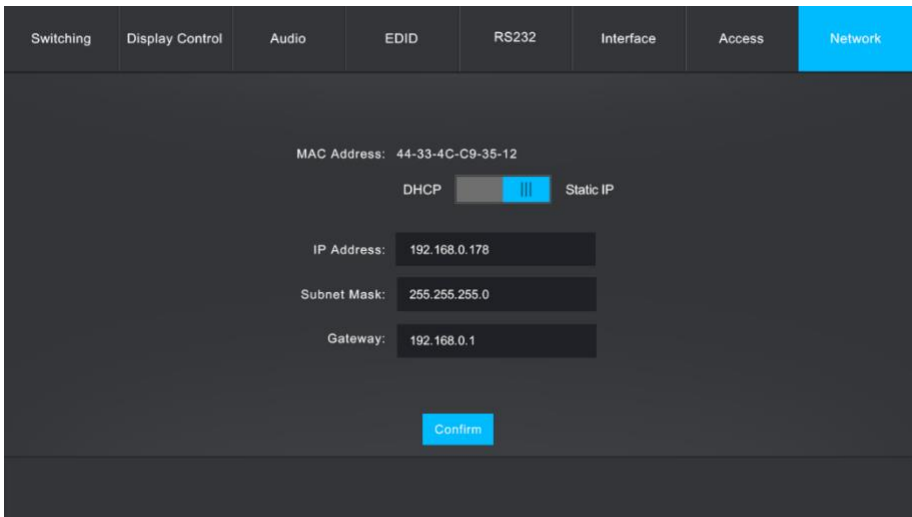 Switching Display Control Audio EDID RS232 Interface Access Network
MAC Address: 44-33-4C-C9-35-12
DHCP Static IP
IP Address: 192.168.0.178
Subnet Mask: 255.255.255.0
Gateway: 192.168.0.1
Confirm